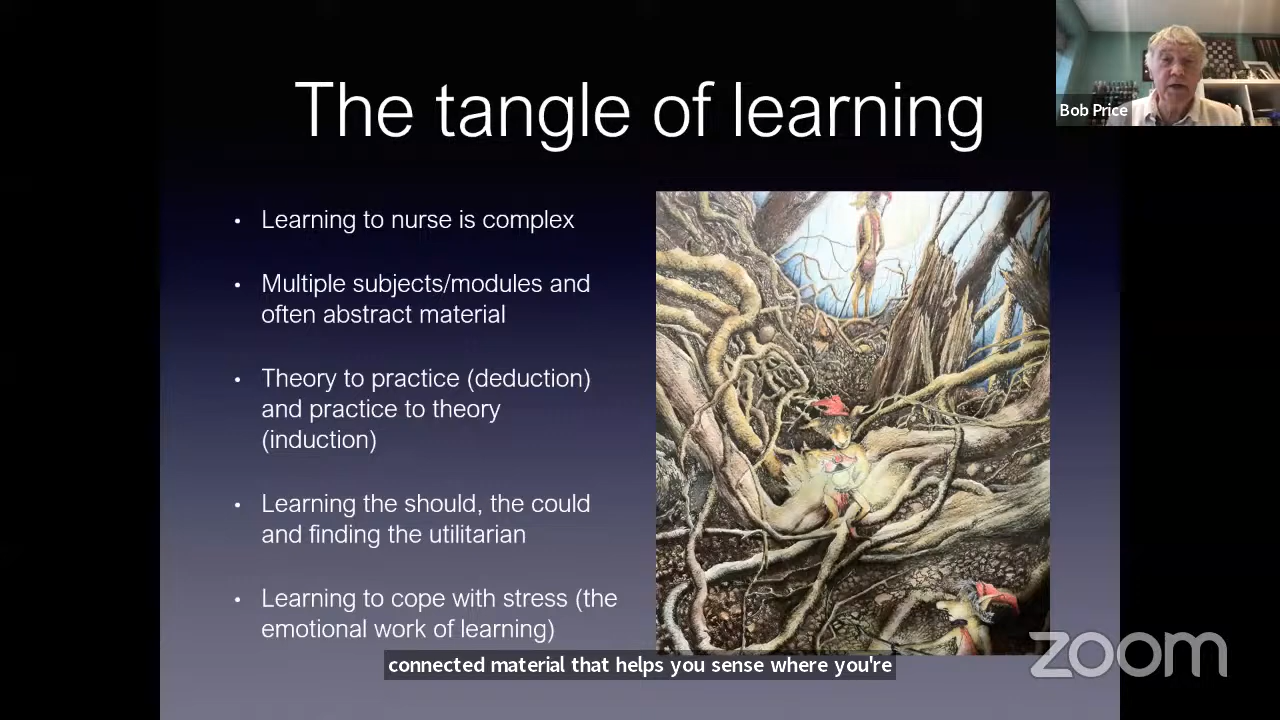 The tangle of learning
Bob Price
• Learning to nurse is complex
• Multiple subjects/modules and
often abstract material
• Theory to practice (deduction)
and practice to theory
(induction)
• Learning the should, the could
and finding the utilitarian
• Learning to cope with stress (the
emotional work of learning)
connected material that helps you sense where you're
zoom